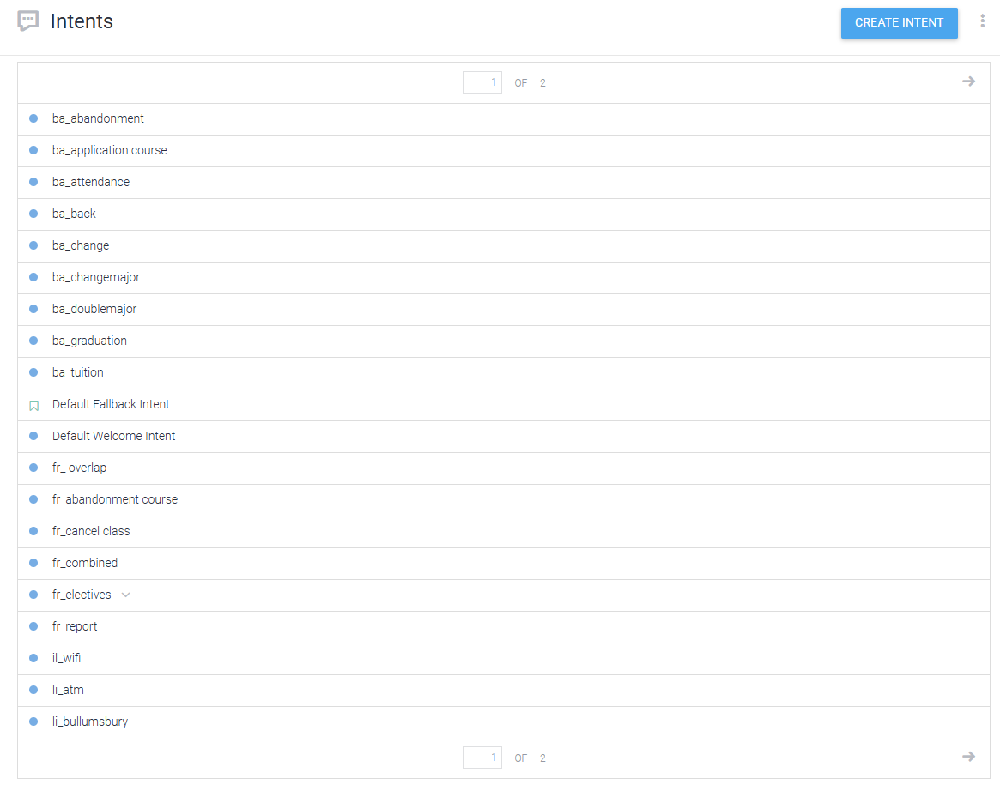 Intents
CREATE INTENT
1 OF 2
ba_abandonment
ba_application course
ba_attendance
ba_back
ba_change
ba_changemajor
ba_doublemajor
ba_graduation
ba_tuition
Default Fallback Intent
Default Welcome Intent
fr_ overlap
fr_abandonment course
fr_cancel class
fr_combined
fr_electives
fr_report
il_wifi
li_atm
li_bullumsbury
1 OF 2